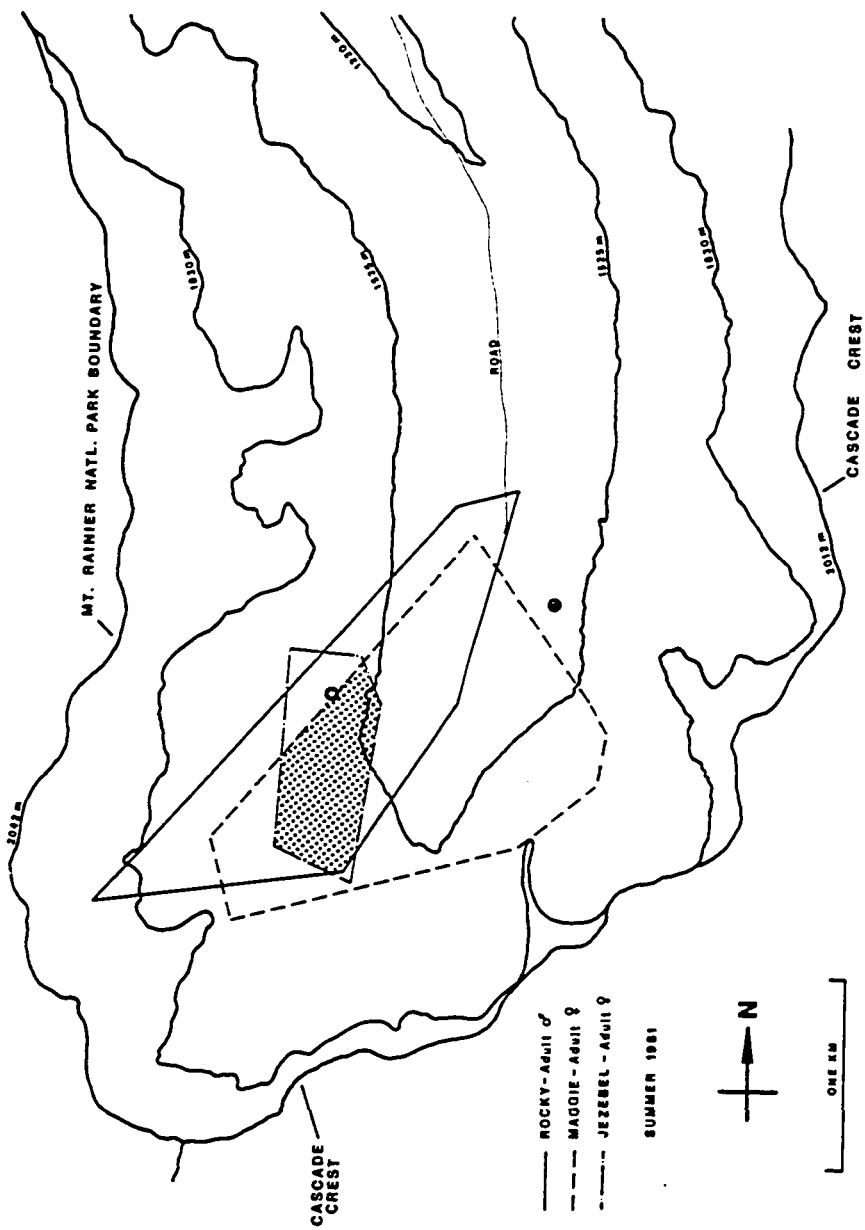 MT. RAINIER NATL. PARK BOUNDARY
2042 m
1830 m
1525 m
1220 m
ROAD
1525 m
1830 m
2012 m
CASCADE CREST
CASCADE
CREST
ROCKY-Adult ♂
MAGGIE-Adult ♀
JEZEBEL-Adult ♀
SUMMER 1981
N
ONE KM